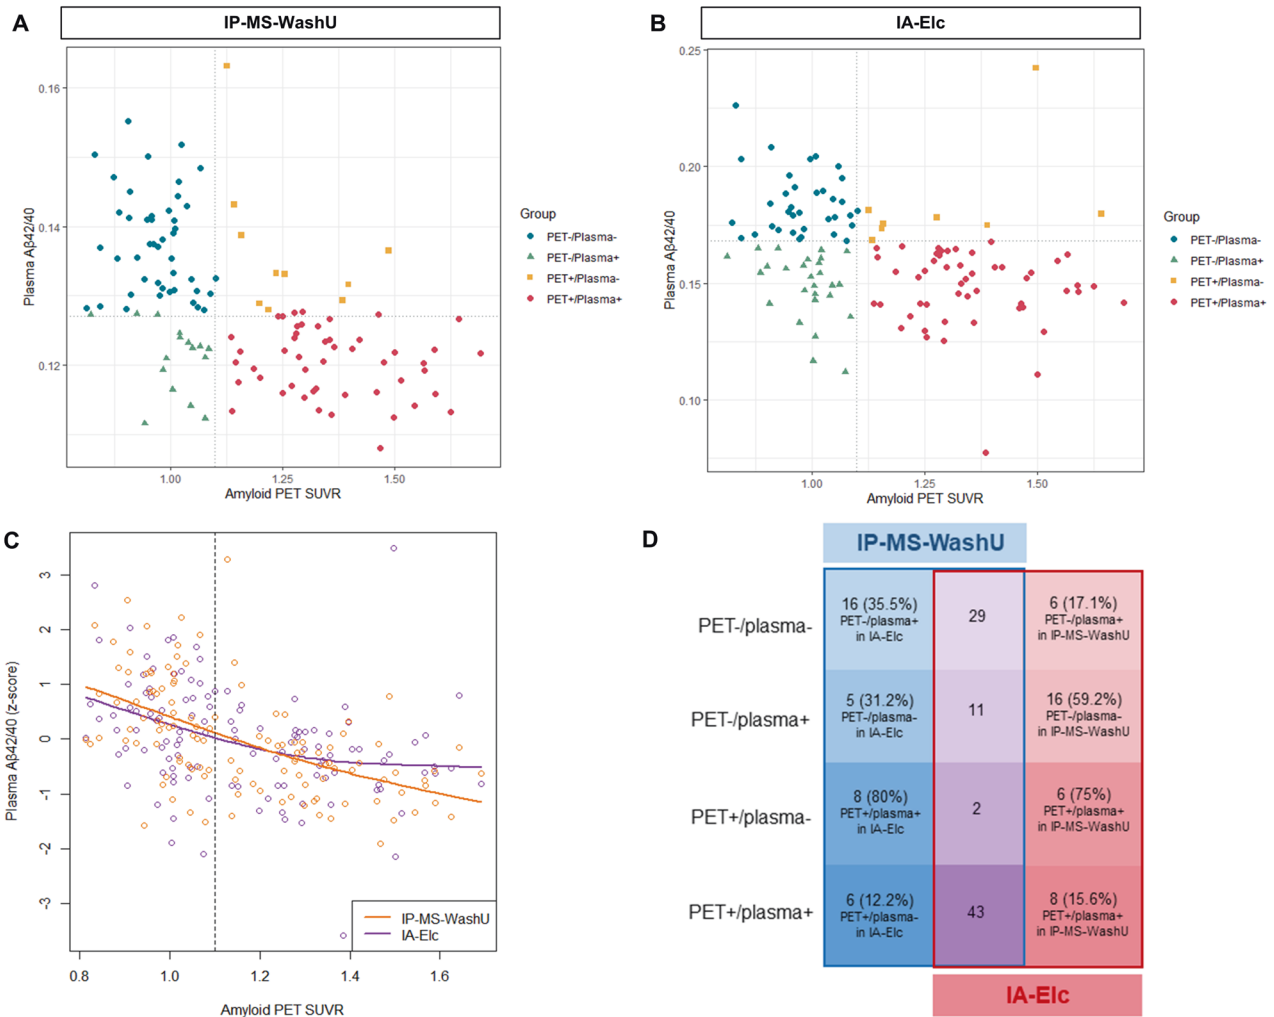 A
IP-MS-WashU
0.16
0.14
0.12
Plasma Aβ42/40
1.00
1.25
1.50
Amyloid PET SUVR
Group
PET-/Plasma-
PET-/Plasma+
PET+/Plasma-
PET+/Plasma+
B
IA-Elc
0.25
0.20
0.15
0.10
Plasma Aβ42/40
1.00
1.25
1.50
Amyloid PET SUVR
Group
PET-/Plasma-
PET-/Plasma+
PET+/Plasma-
PET+/Plasma+
C
3
2
1
0
-1
-2
-3
Plasma Aβ42/40 (z-score)
IP-MS-WashU
IA-Elc
0.8
1.0
1.2
1.4
1.6
Amyloid PET SUVR
D
IP-MS-WashU
PET-/plasma-
16 (35.5%)
PET-/plasma+
in IA-Elc
29
6 (17.1%)
PET-/plasma+
in IP-MS-WashU
PET-/plasma+
5 (31.2%)
PET-/plasma-
in IA-Elc
11
16 (59.2%)
PET-/plasma-
in IP-MS-WashU
PET+/plasma-
8 (80%)
PET+/plasma+
in IA-Elc
2
6 (75%)
PET+/plasma+
in IP-MS-WashU
PET+/plasma+
6 (12.2%)
PET+/plasma-
in IA-Elc
43
8 (15.6%)
PET+/plasma+
in IP-MS-WashU
IA-Elc